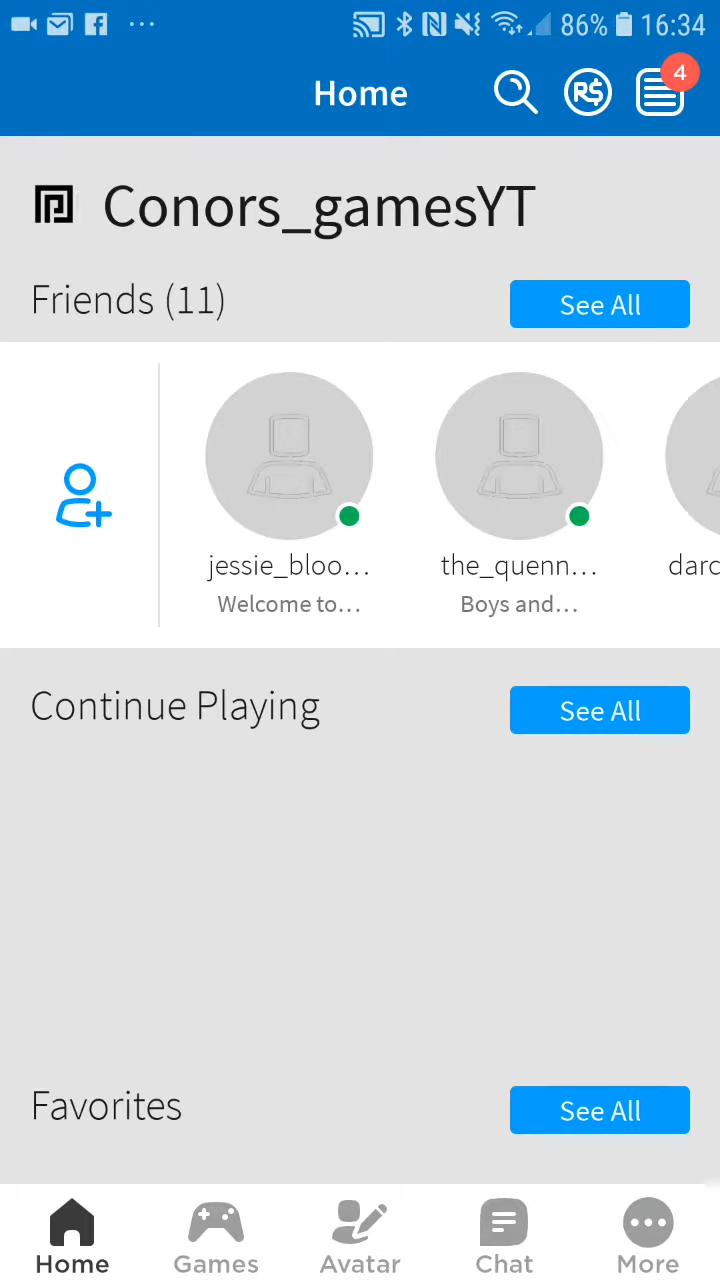 86% 16:34
Home
R$
4
Conors_gamesYT
Friends (11)
See All
jessie_bloo...
the_quenn...
darc
Welcome to...
Boys and...
Continue Playing
See All
Favorites
See All
Home
Games
Avatar
Chat
More